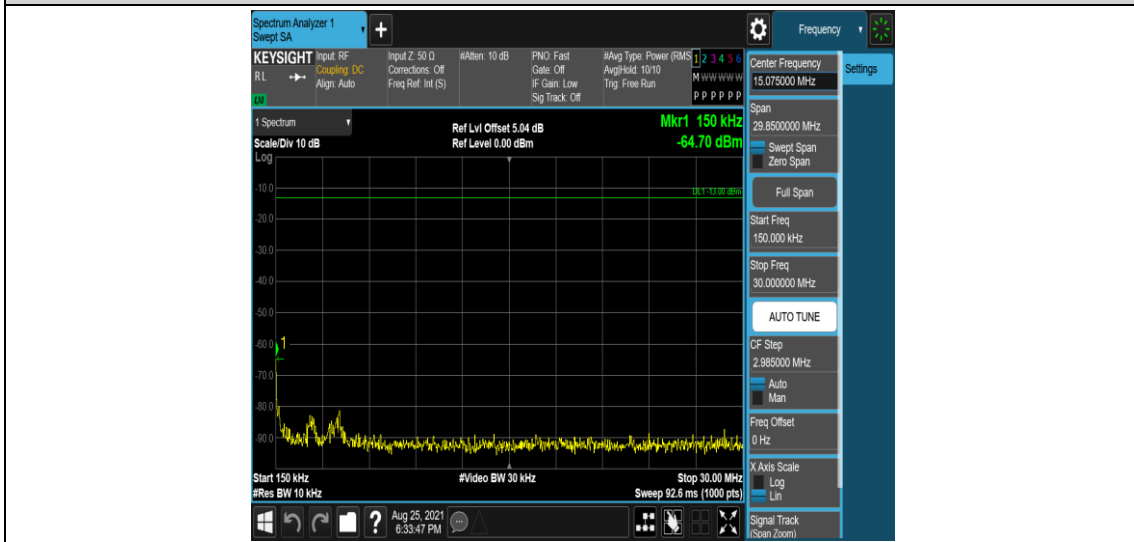 Spectrum Analyzer 1
Swept SA
Frequency
KEYSIGHT
Input: RF
Input Z: 50 Ω
#Atten: 10 dB
PNO: Fast
#Avg Type: Power (RMS
1 2 3 4 5 6
RL
Coupling: DC
Corrections: Off
Gate: Off
Avg|Hold: 10/10
M W W W W W
Align: Auto
Freq Ref: Int (S)
IF Gain: Low
Trig: Free Run
Sig Track: Off
P P P P P P
1 Spectrum
Ref Lvl Offset 5.04 dB
Mkr1 150 kHz
Scale/Div 10 dB
Ref Level 0.00 dBm
-64.70 dBm
Log
DL1 -13.00 dBm
-10.0
-20.0
-30.0
-40.0
-50.0
-60.0
1
-70.0
-80.0
-90.0
Start 150 kHz
#Video BW 30 kHz
Stop 30.00 MHz
#Res BW 10 kHz
Sweep 92.6 ms (1000 pts)
Aug 25, 2021
6:33:47 PM
Center Frequency
15.075000 MHz
Settings
Span
29.8500000 MHz
Swept Span
Zero Span
Full Span
Start Freq
150.000 kHz
Stop Freq
30.000000 MHz
AUTO TUNE
CF Step
2.985000 MHz
Auto
Man
Freq Offset
0 Hz
X Axis Scale
Log
Lin
Signal Track
(Span Zoom)